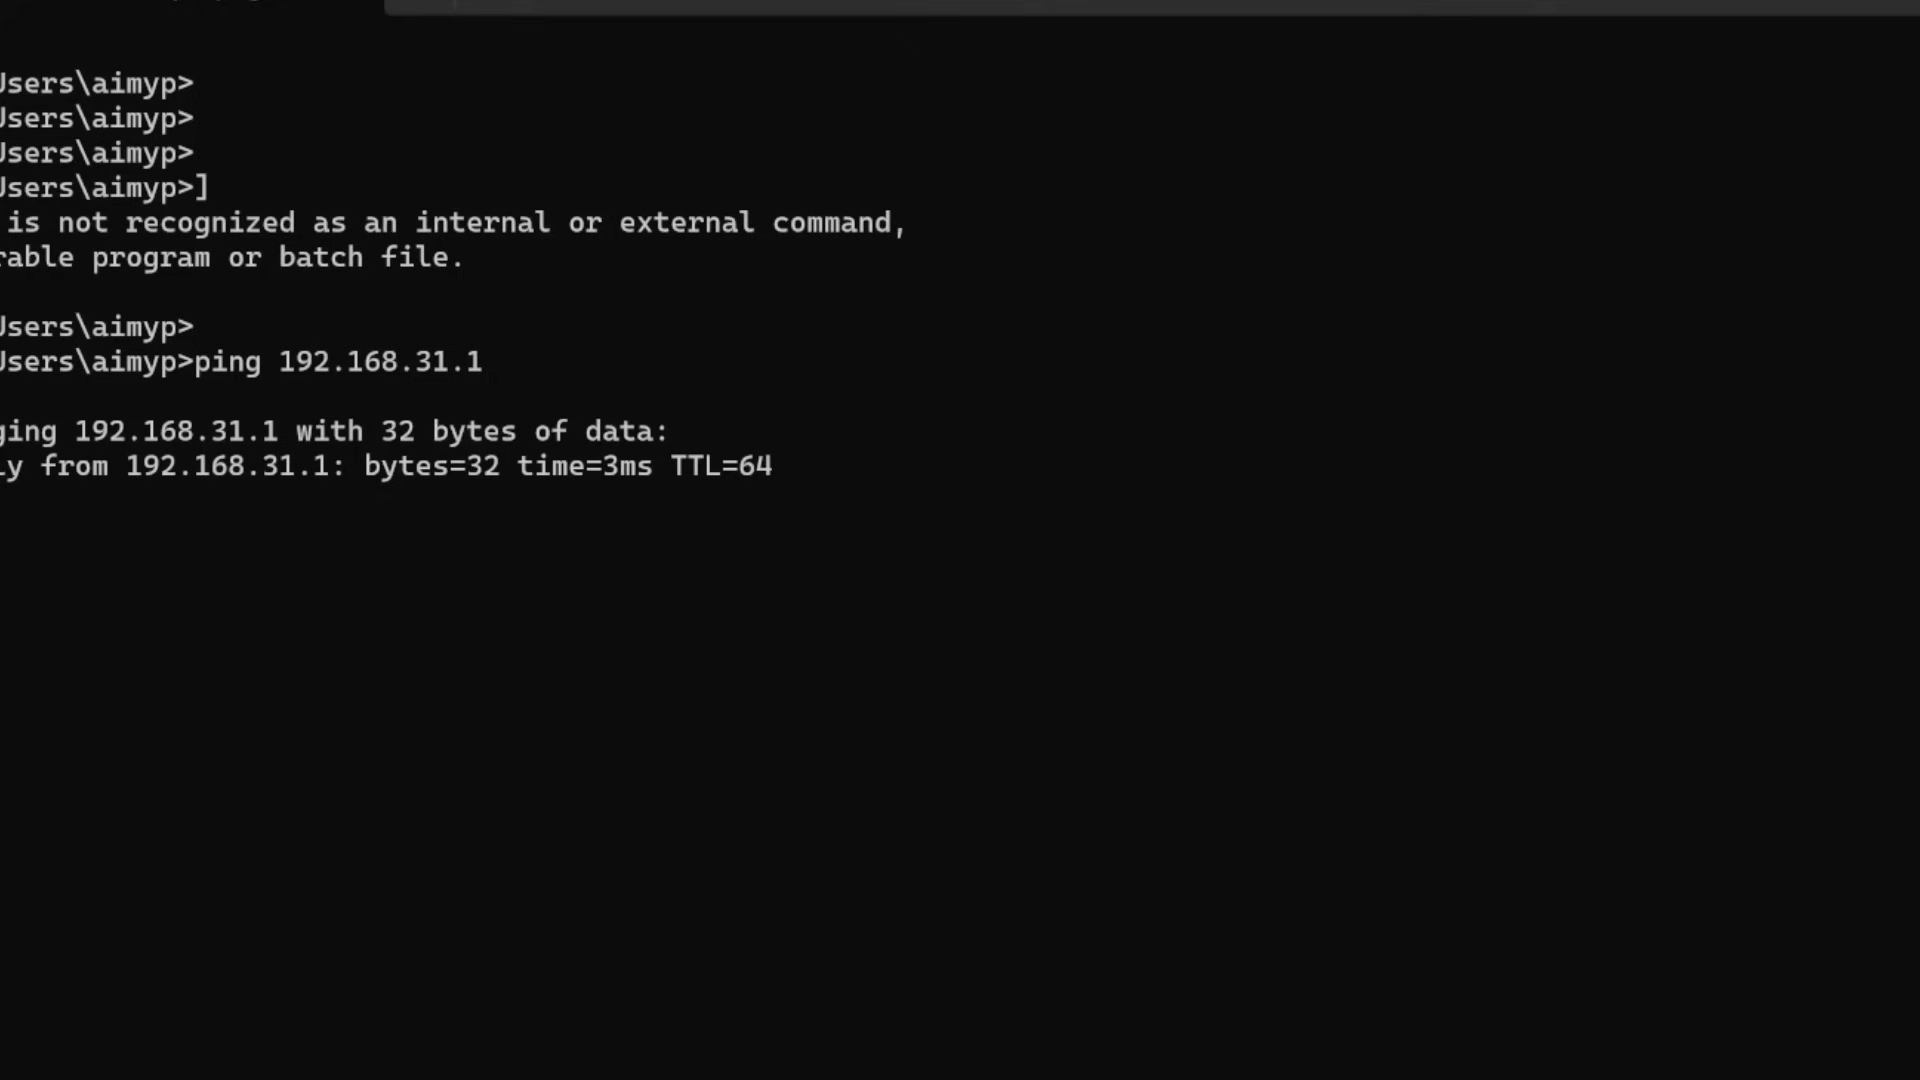 Users\aimyp>
Users\aimyp>
Users\aimyp>
Users\aimyp>]
is not recognized as an internal or external command,
rable program or batch file.
Users\aimyp>
Users\aimyp>ping 192.168.31.1
ging 192.168.31.1 with 32 bytes of data:
ly from 192.168.31.1: bytes=32 time=3ms TTL=64